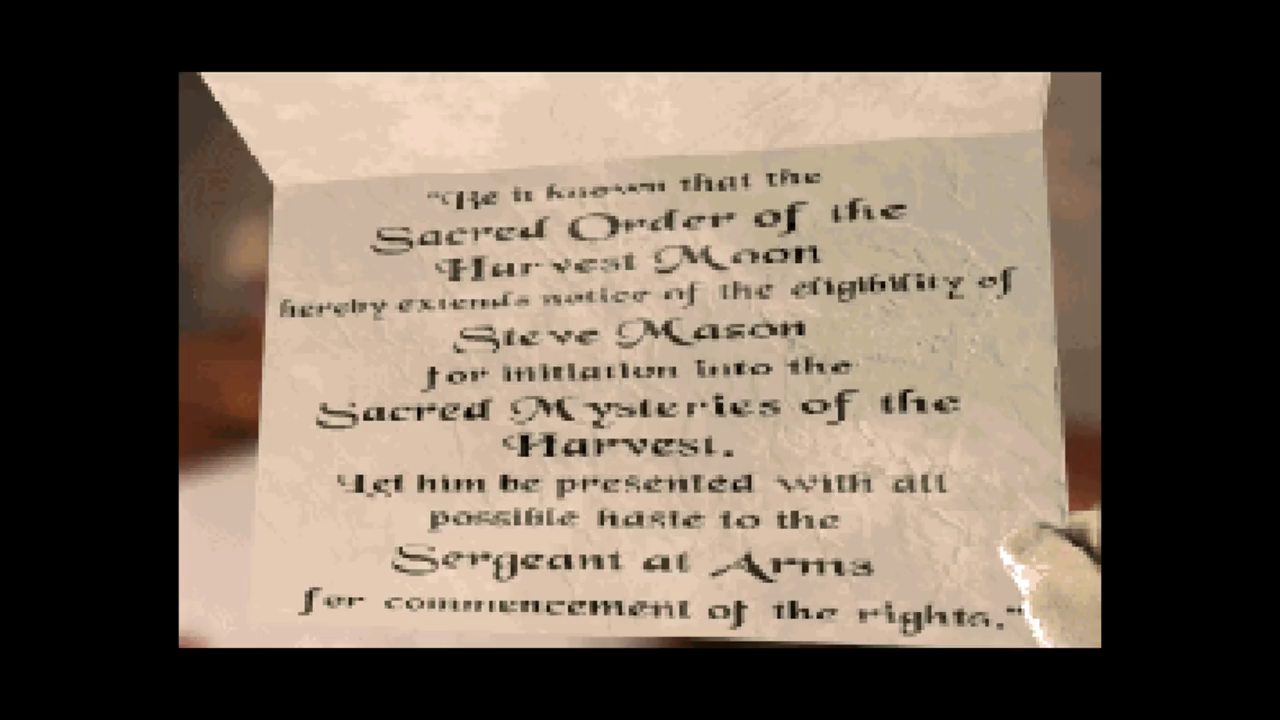 "Be it known that the
Sacred Order of the
Harvest Moon
hereby extends notice of the eligibility of
Steve Mason
for initiation into the
Sacred Mysteries of the
Harvest.
Let him be presented with all
possible haste to the
Sergeant at Arms
for commencement of the rights."